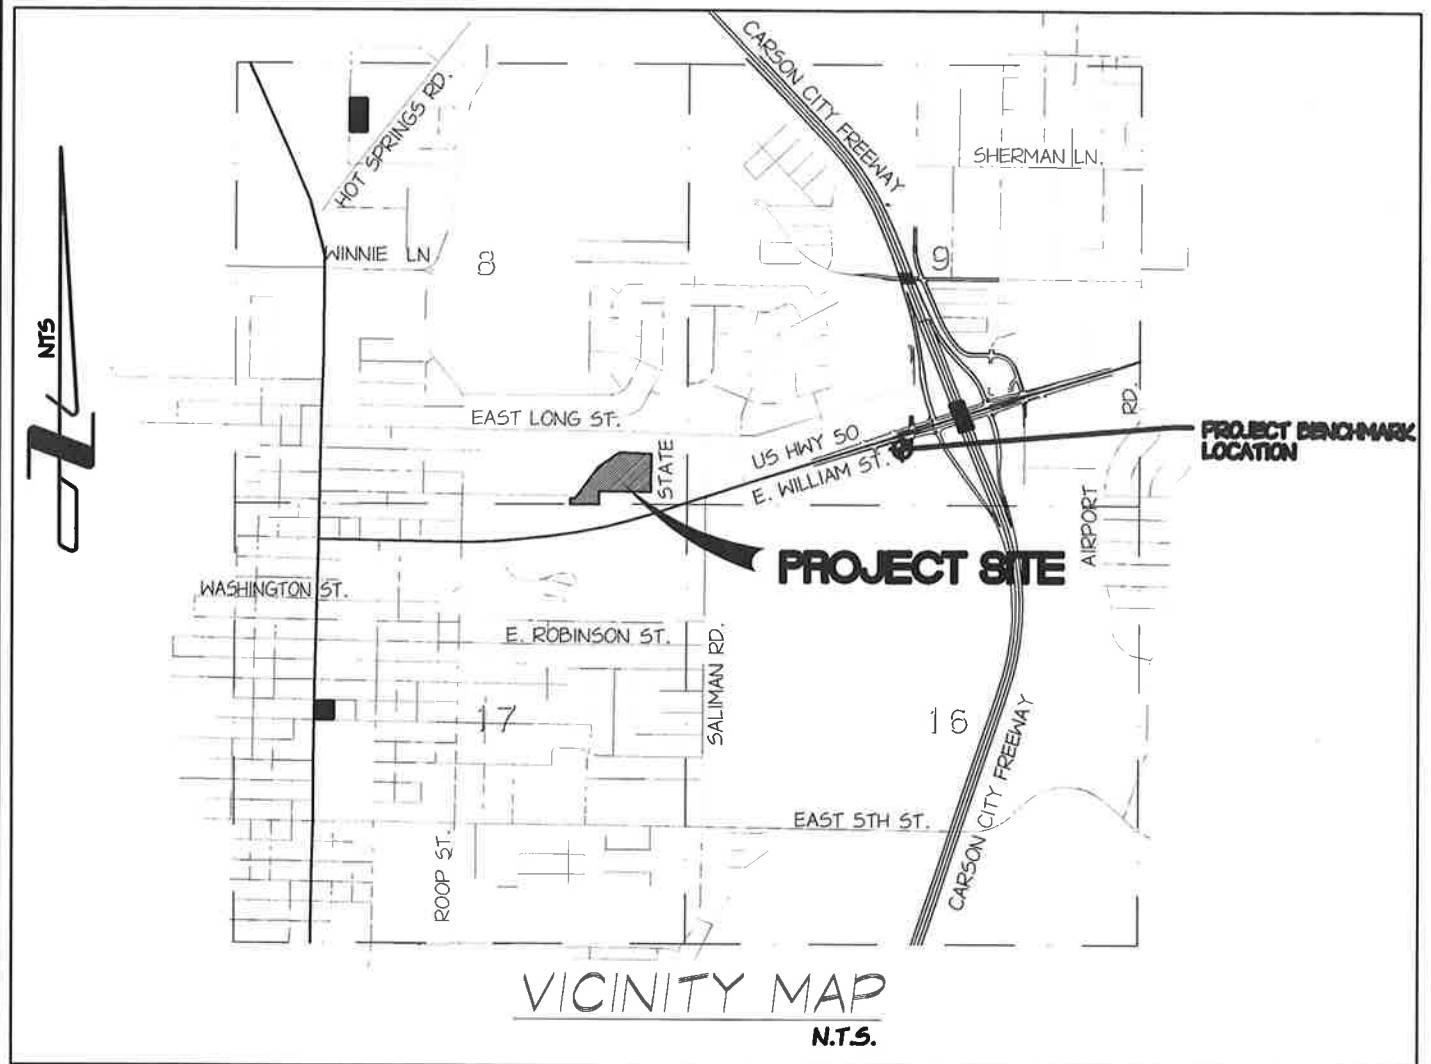 CARSON CITY FREEWAY
HOT SPRINGS RD.
SHERMAN LN.
WINNIE LN
8
9
NTS
EAST LONG ST.
STATE
US HWY 50
E. WILLIAM ST.
RD.
AIRPORT
PROJECT BENCHMARK
LOCATION
PROJECT SITE
WASHINGTON ST.
E. ROBINSON ST.
SALIMAN RD.
17
16
EAST 5TH ST.
ROOP ST.
CARSON CITY FREEWAY
VICINITY MAP
N.T.S.